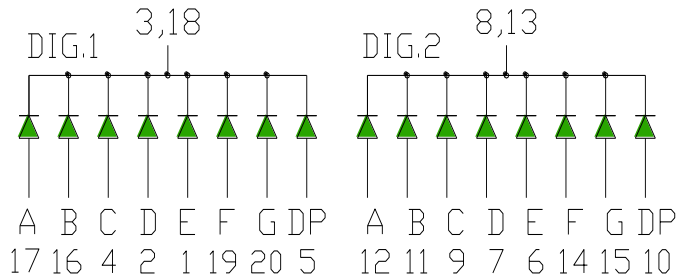 3,18 8,13
DIG.1 DIG.2
A B C D E F G DP A B C D E F G DP
17 16 4 2 1 19 20 5 12 11 9 7 6 14 15 10